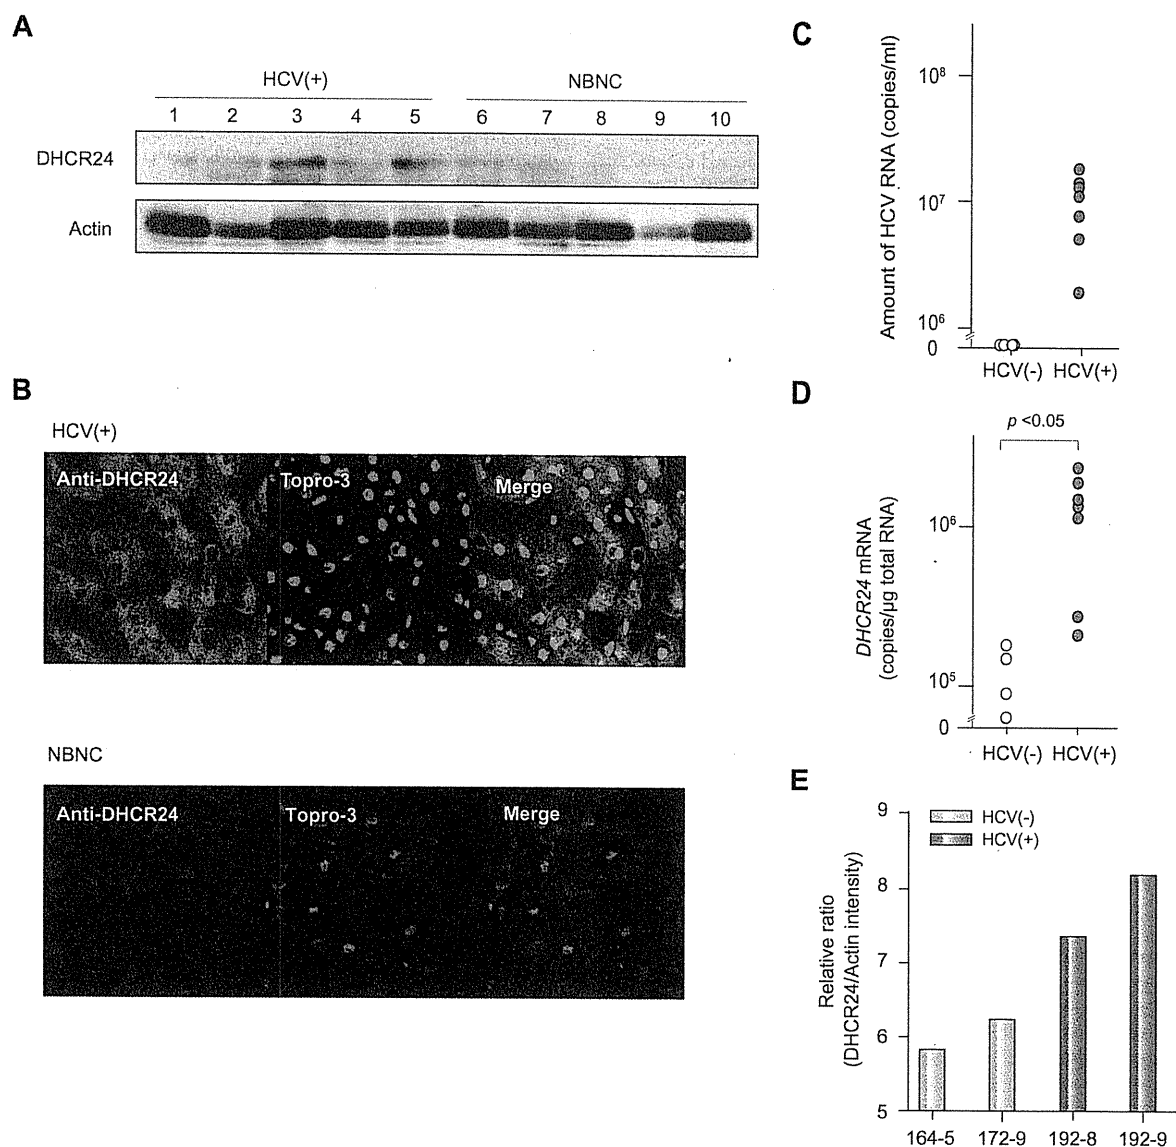 A
HCV(+) NBNC
1 2 3 4 5 6 7 8 9 10
DHCR24
Actin
B
HCV(+)
Anti-DHCR24 Topro-3 Merge
NBNC
Anti-DHCR24 Topro-3 Merge
C
Amount of HCV RNA (copies/ml)
10⁸
10⁷
10⁶
0
HCV(-) HCV(+)
D
p <0.05
DHCR24 mRNA
(copies/µg total RNA)
10⁶
10⁵
0
HCV(-) HCV(+)
E
Relative ratio
(DHCR24/Actin intensity)
9
8
7
6
5
HCV(-)
HCV(+)
164-5 172-9 192-8 192-9